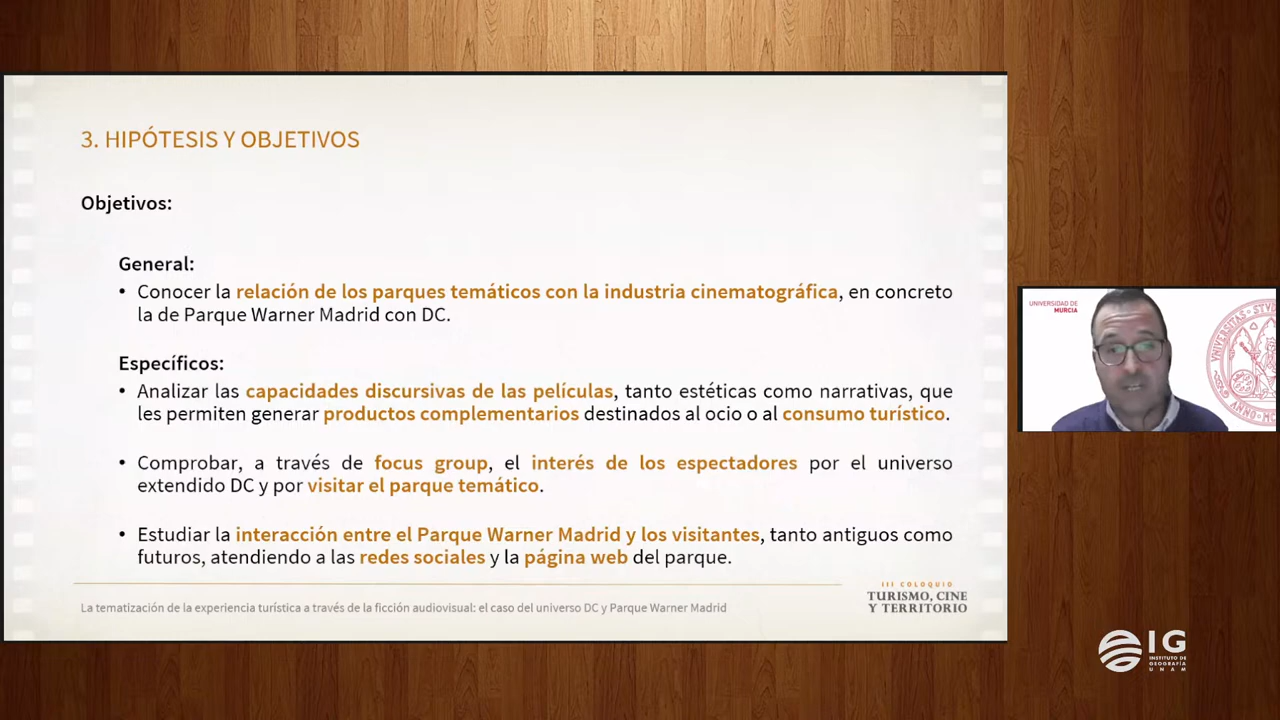 3. HIPÓTESIS Y OBJETIVOS
Objetivos:
General:
• Conocer la relación de los parques temáticos con la industria cinematográfica, en concreto
la de Parque Warner Madrid con DC.
Específicos:
• Analizar las capacidades discursivas de las películas, tanto estéticas como narrativas, que
les permiten generar productos complementarios destinados al ocio o al consumo turístico.
• Comprobar, a través de focus group, el interés de los espectadores por el universo
extendido DC y por visitar el parque temático.
• Estudiar la interacción entre el Parque Warner Madrid y los visitantes, tanto antiguos como
futuros, atendiendo a las redes sociales y la página web del parque.
La tematización de la experiencia turística a través de la ficción audiovisual: el caso del universo DC y Parque Warner Madrid
III COLOQUIO
TURISMO, CINE
Y TERRITORIO
UNIVERSIDAD DE
MURCIA
IG
INSTITUTO DE
GEOGRAFÍA
UNAM